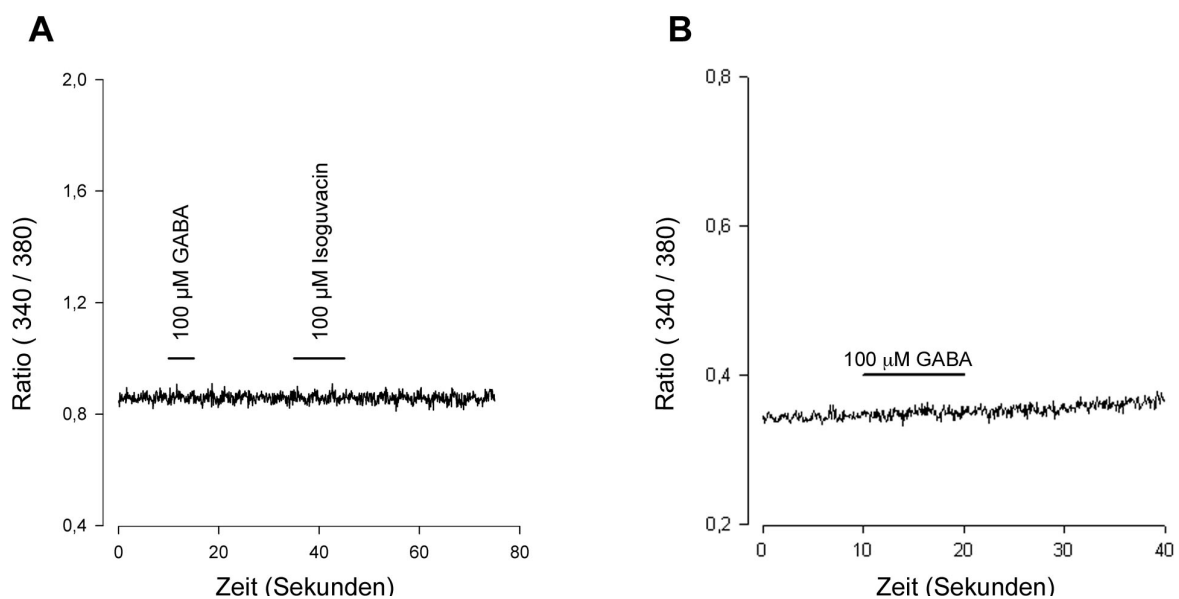 A
2,0
1,6
1,2
0,8
0,4
0
20
40
60
80
Ratio ( 340 / 380)
100 µM GABA
100 µM Isoguvacin
Zeit (Sekunden)
B
0,8
0,6
0,4
0,2
0
10
20
30
40
Ratio ( 340 / 380)
100 µM GABA
Zeit (Sekunden)